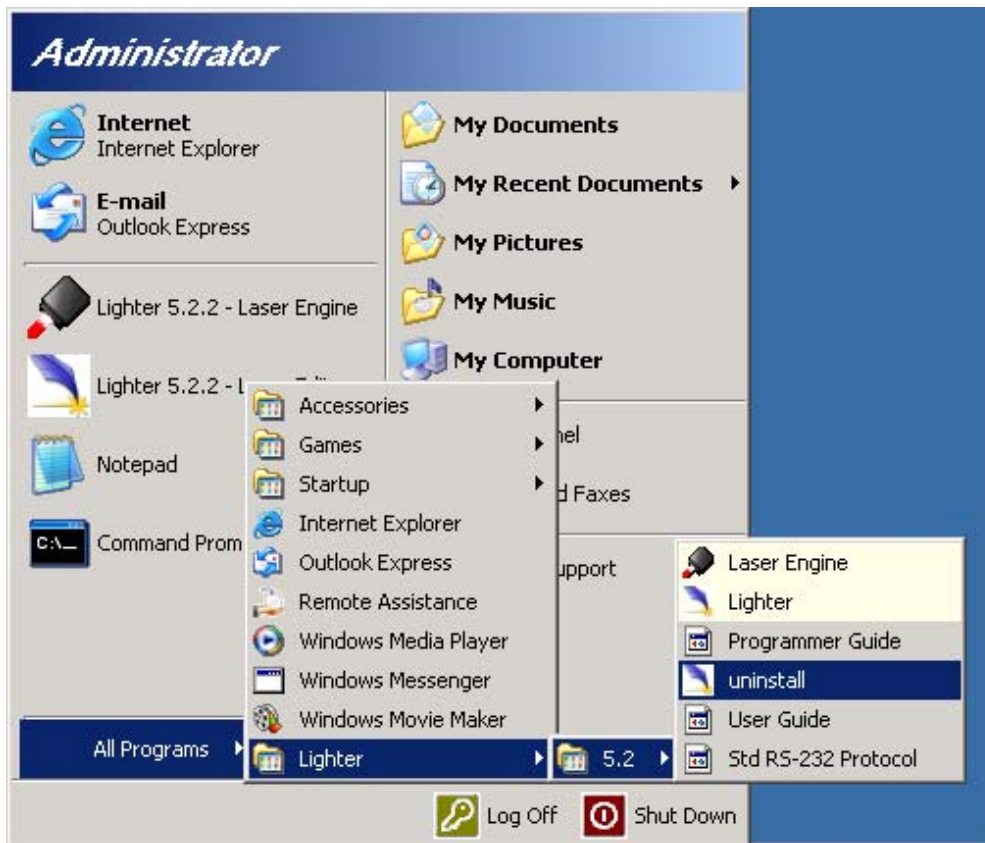 Administrator
Internet
Internet Explorer
E-mail
Outlook Express
Lighter 5.2.2 - Laser Engine
Lighter 5.2.2 - L
Notepad
C:\_
Command Prom
All Programs
My Documents
My Recent Documents
My Pictures
My Music
My Computer
nel
d Faxes
upport
Accessories
Games
Startup
Internet Explorer
Outlook Express
Remote Assistance
Windows Media Player
Windows Messenger
Windows Movie Maker
Lighter
5.2
Laser Engine
Lighter
Programmer Guide
uninstall
User Guide
Std RS-232 Protocol
Log Off
Shut Down